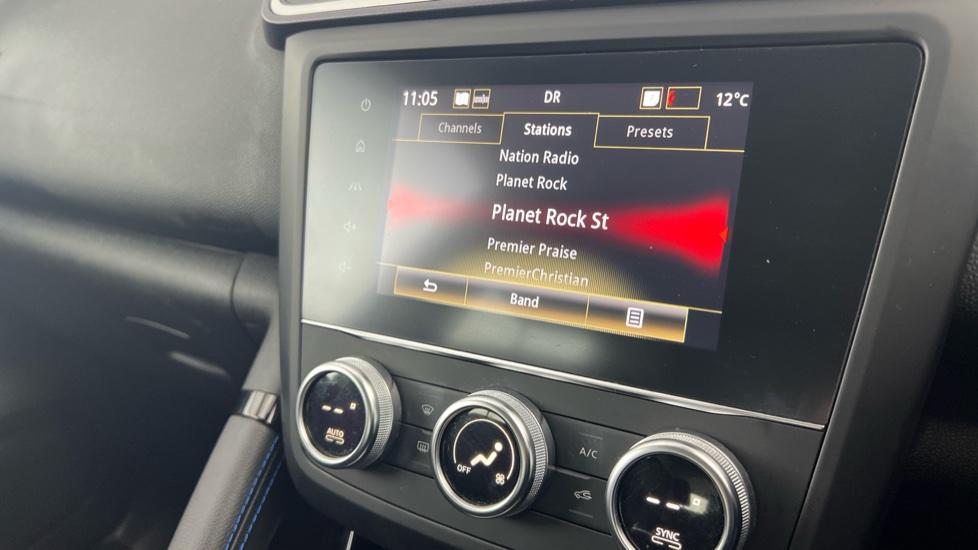 11:05 DR 12°C
Channels Stations Presets
Nation Radio
Planet Rock
Planet Rock St
Premier Praise
PremierChristian
Band
AUTO
OFF
A/C
SYNC